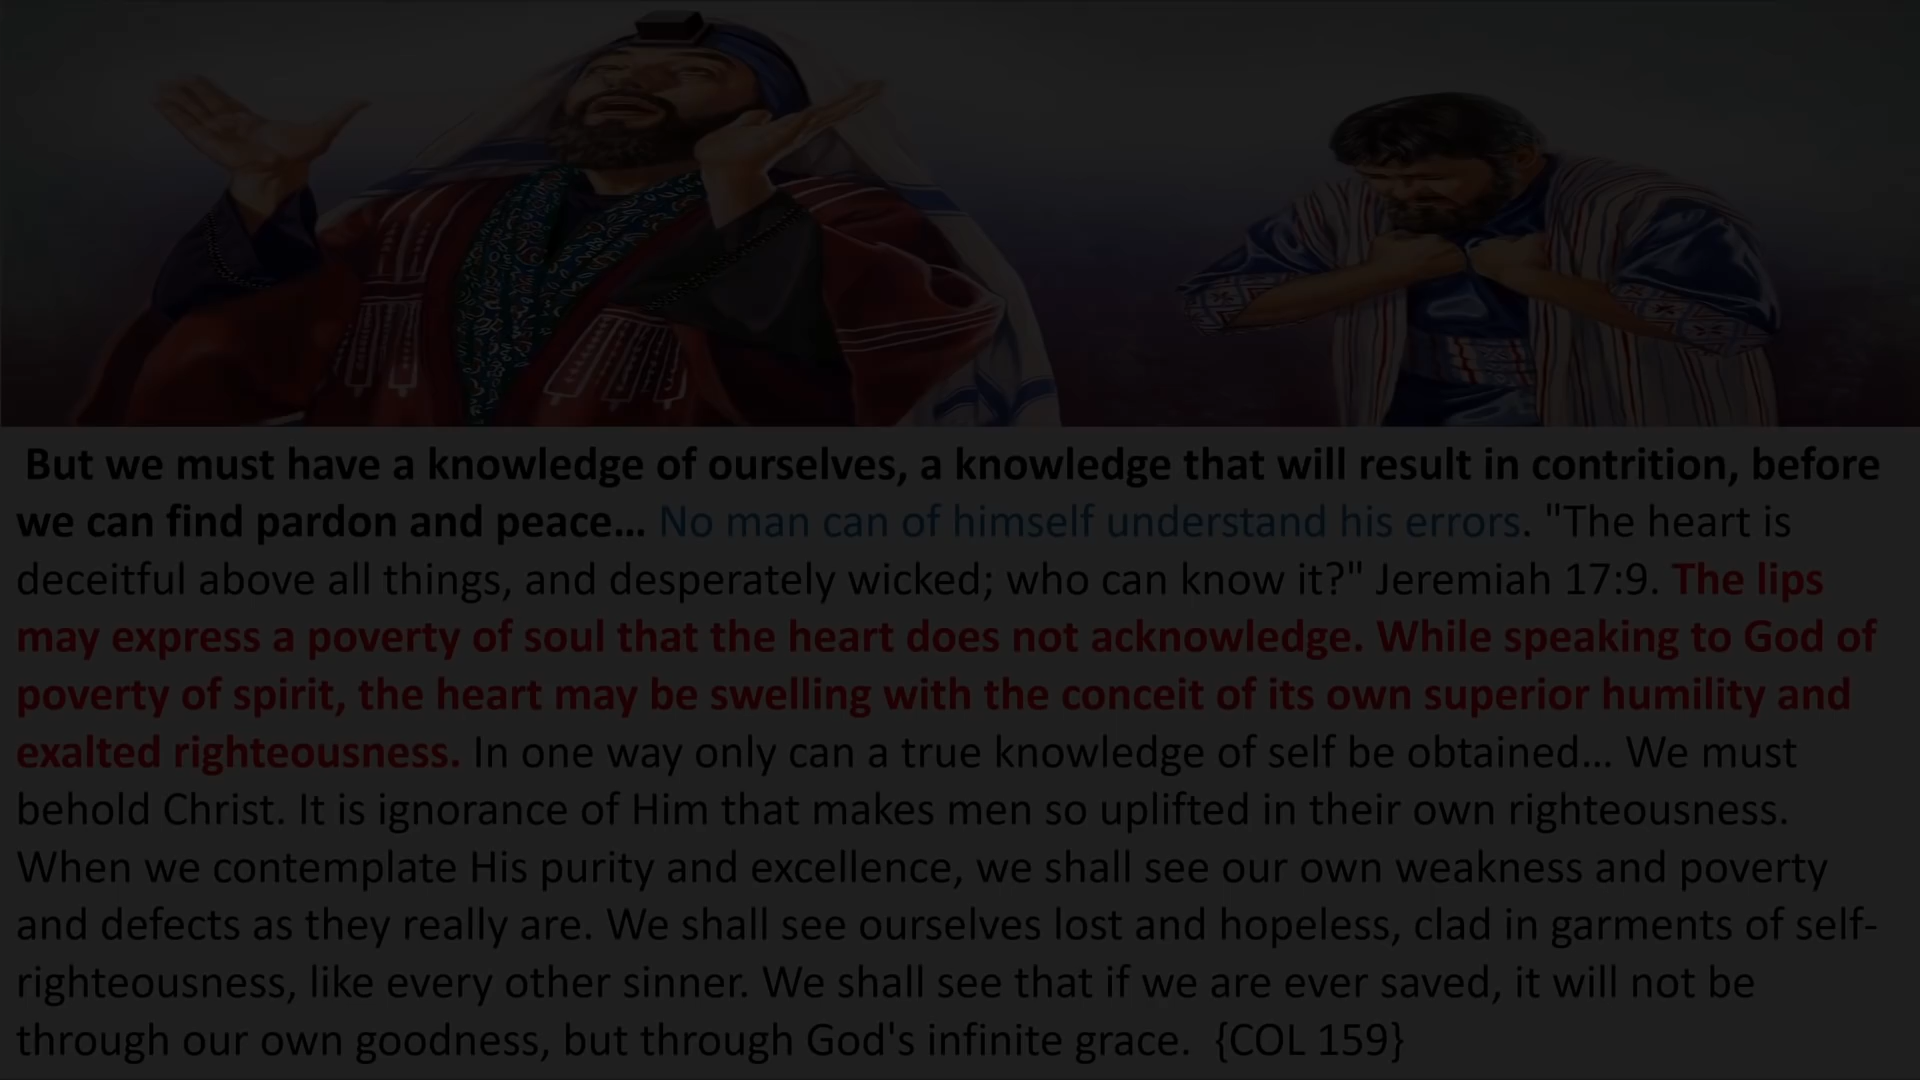 But we must have a knowledge of ourselves, a knowledge that will result in contrition, before
we can find pardon and peace... No man can of himself understand his errors. "The heart is
deceitful above all things, and desperately wicked; who can know it?" Jeremiah 17:9. The lips
may express a poverty of soul that the heart does not acknowledge. While speaking to God of
poverty of spirit, the heart may be swelling with the conceit of its own superior humility and
exalted righteousness. In one way only can a true knowledge of self be obtained... We must
behold Christ. It is ignorance of Him that makes men so uplifted in their own righteousness.
When we contemplate His purity and excellence, we shall see our own weakness and poverty
and defects as they really are. We shall see ourselves lost and hopeless, clad in garments of self-
righteousness, like every other sinner. We shall see that if we are ever saved, it will not be
through our own goodness, but through God's infinite grace.  {COL 159}